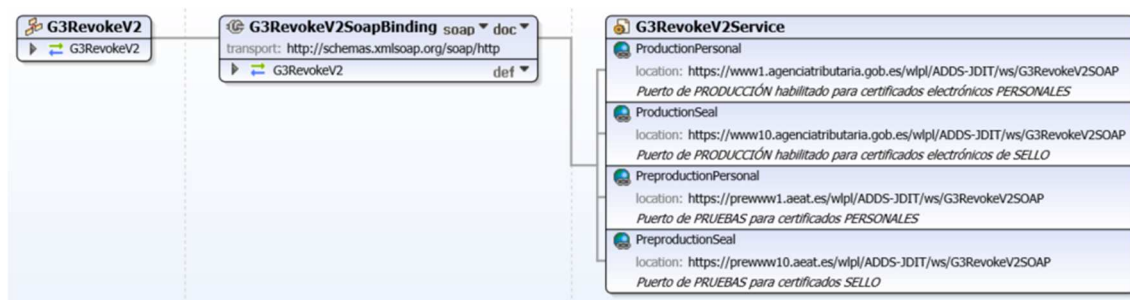 G3RevokeV2
G3RevokeV2
G3RevokeV2SoapBinding soap doc
transport: http://schemas.xmlsoap.org/soap/http
G3RevokeV2 def
G3RevokeV2Service
ProductionPersonal
location: https://www1.agenciatributaria.gob.es/wlpl/ADDS-JDIT/ws/G3RevokeV2SOAP
Puerto de PRODUCCIÓN habilitado para certificados electrónicos PERSONALES
ProductionSeal
location: https://www10.agenciatributaria.gob.es/wlpl/ADDS-JDIT/ws/G3RevokeV2SOAP
Puerto de PRODUCCIÓN habilitado para certificados electrónicos de SELLO
PreproductionPersonal
location: https://prewww1.aeat.es/wlpl/ADDS-JDIT/ws/G3RevokeV2SOAP
Puerto de PRUEBAS para certificados PERSONALES
PreproductionSeal
location: https://prewww10.aeat.es/wlpl/ADDS-JDIT/ws/G3RevokeV2SOAP
Puerto de PRUEBAS para certificados SELLO